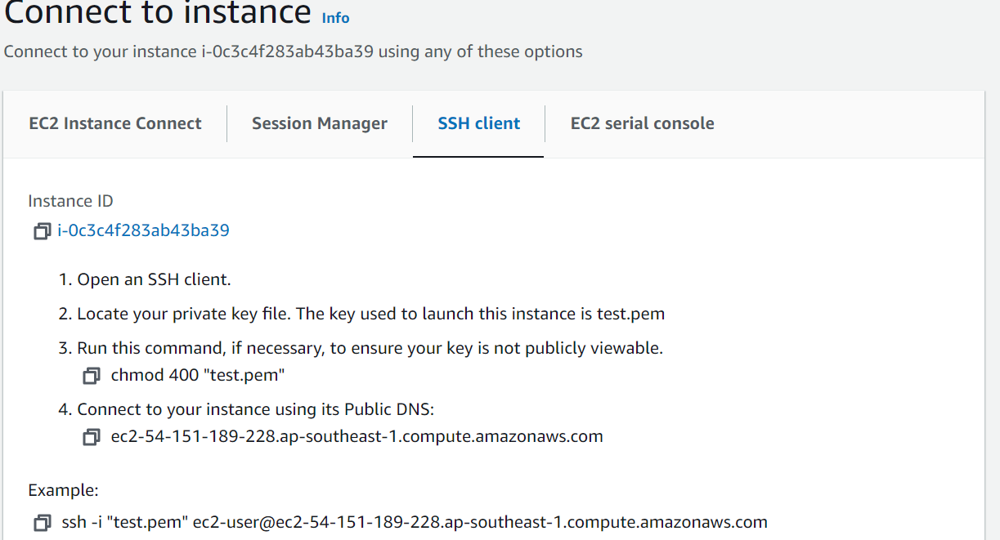 Connect to instance Info
Connect to your instance i-0c3c4f283ab43ba39 using any of these options
EC2 Instance Connect
Session Manager
SSH client
EC2 serial console
Instance ID
i-0c3c4f283ab43ba39
1. Open an SSH client.
2. Locate your private key file. The key used to launch this instance is test.pem
3. Run this command, if necessary, to ensure your key is not publicly viewable.
chmod 400 "test.pem"
4. Connect to your instance using its Public DNS:
ec2-54-151-189-228.ap-southeast-1.compute.amazonaws.com
Example:
ssh -i "test.pem" ec2-user@ec2-54-151-189-228.ap-southeast-1.compute.amazonaws.com